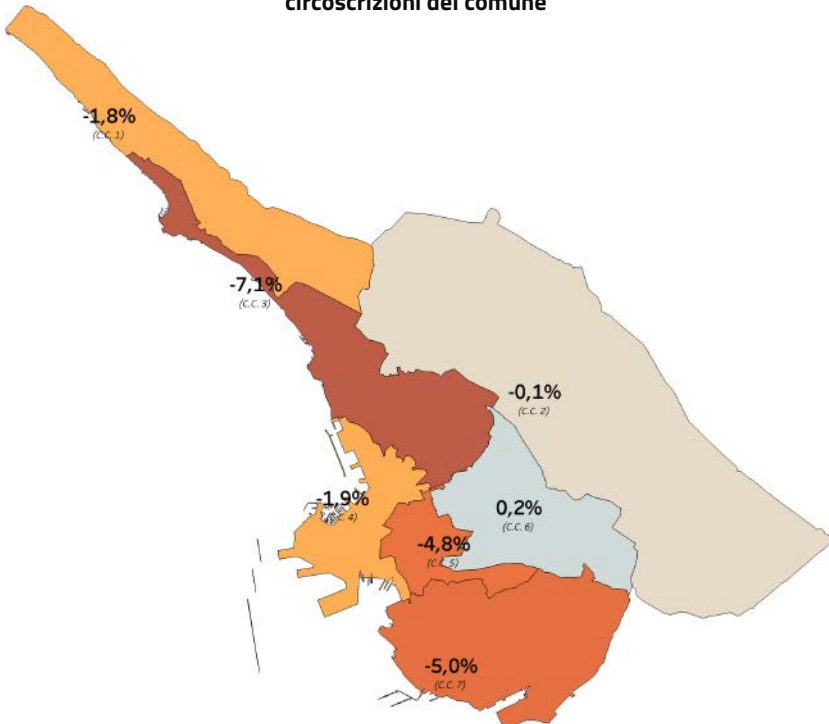 circoscrizioni del comune
-1,8%
(C.C. 1)
-7,1%
(C.C. 3)
-0,1%
(C.C. 2)
-1,9%
C. 4)
0,2%
(C.C. 6)
-4,8%
(C.C. 5)
-5,0%
(C.C. 7)